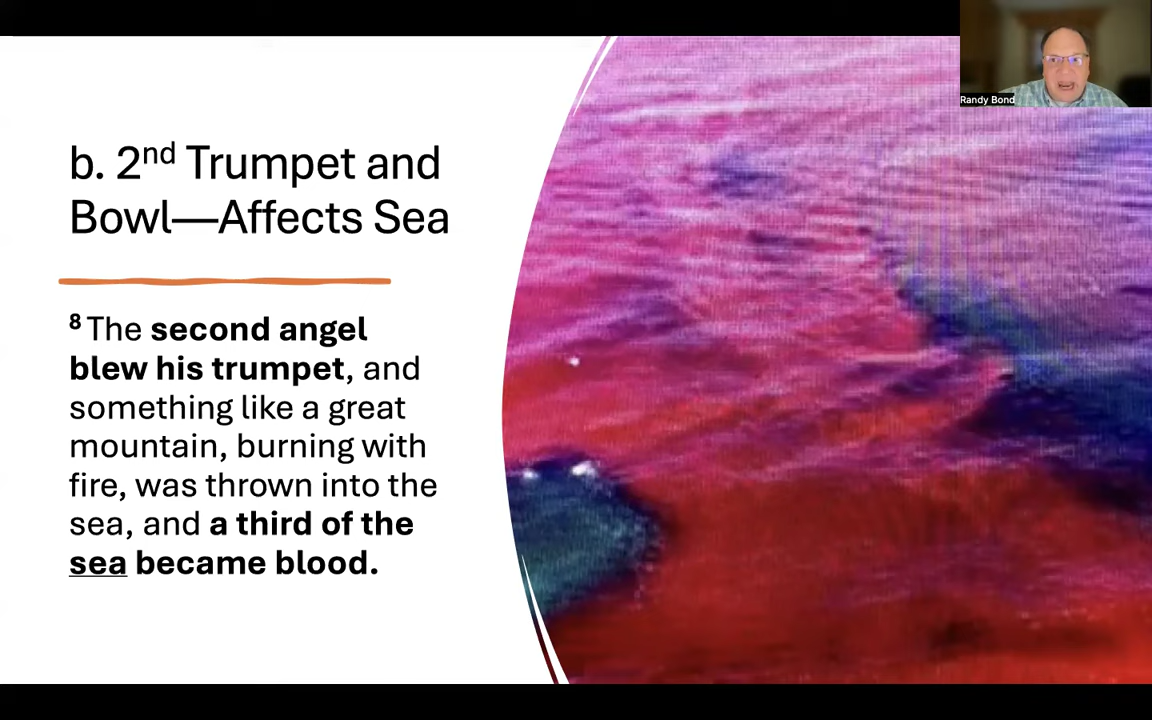 Randy Bond
b. 2nd Trumpet and
Bowl—Affects Sea
8 The second angel
blew his trumpet, and
something like a great
mountain, burning with
fire, was thrown into the
sea, and a third of the
sea became blood.